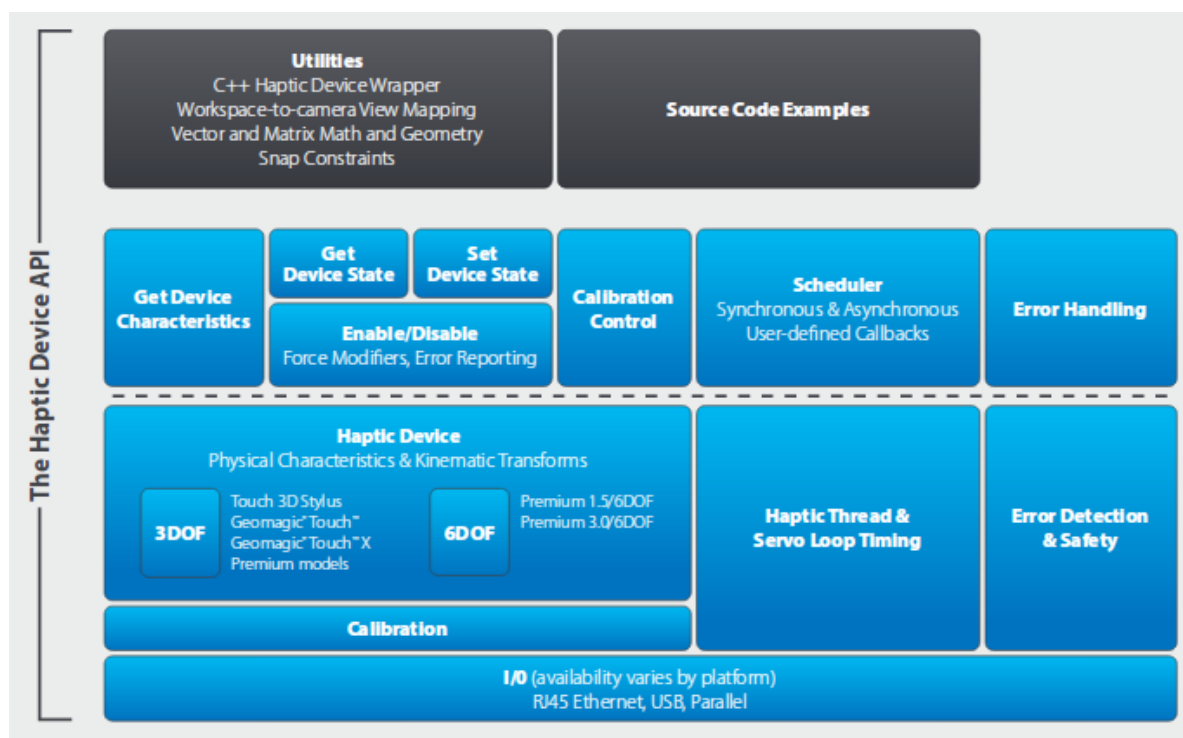 The Haptic Device API
Utilities
C++ Haptic Device Wrapper
Workspace-to-camera View Mapping
Vector and Matrix Math and Geometry
Snap Constraints
Source Code Examples
Get Device
Characteristics
Get
Device State
Set
Device State
Enable/Disable
Force Modifiers, Error Reporting
Calibration
Control
Scheduler
Synchronous & Asynchronous
User-defined Callbacks
Error Handling
Haptic Device
Physical Characteristics & Kinematic Transforms
3DOF
Touch 3D Stylus
Geomagic® Touch™
Geomagic® Touch™ X
Premium models
6DOF
Premium 1.5/6DOF
Premium 3.0/6DOF
Haptic Thread &
Servo Loop Timing
Error Detection
& Safety
Calibration
I/0 (availability varies by platform)
RJ45 Ethernet, USB, Parallel